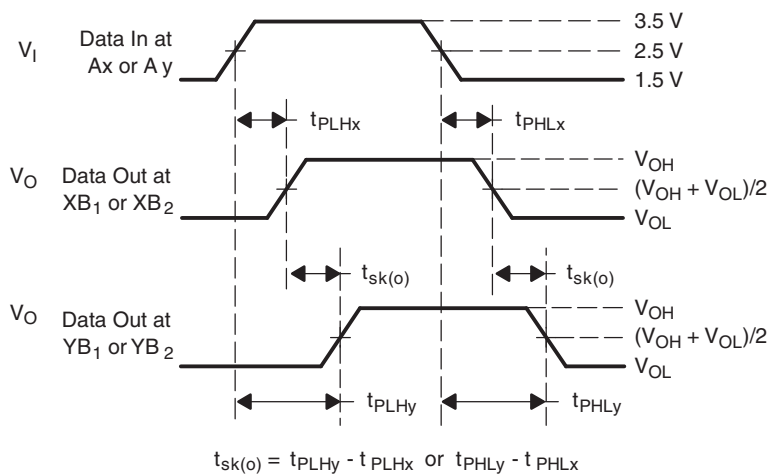 3.5 V
V_I
Data In at
Ax or A y
2.5 V
1.5 V
t_PLHx
t_PHLx
V_O
Data Out at
XB_1 or XB_2
V_OH
(V_OH + V_OL)/2
V_OL
t_sk(o)
t_sk(o)
V_O
Data Out at
YB_1 or YB_2
V_OH
(V_OH + V_OL)/2
V_OL
t_PLHy
t_PHLy
t_sk(o) = t_PLHy - t_PLHx or t_PHLy - t_PHLx